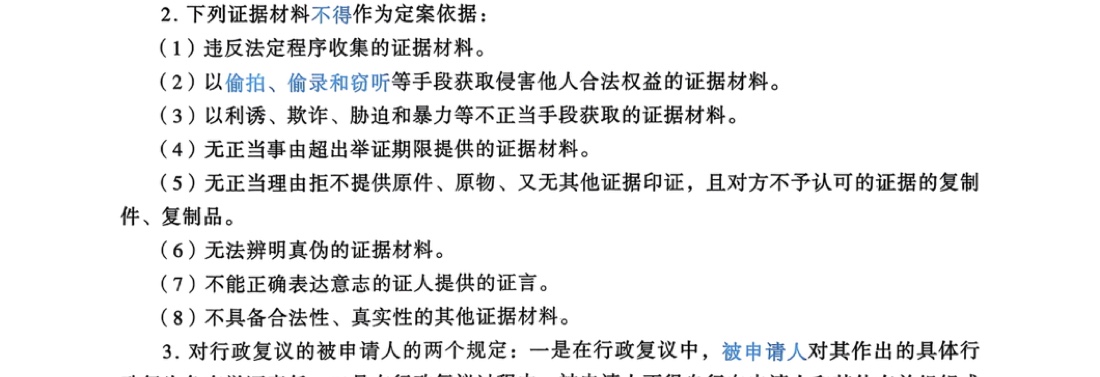 2. 下列证据材料不得作为定案依据：
（1）违反法定程序收集的证据材料。
（2）以偷拍、偷录和窃听等手段获取侵害他人合法权益的证据材料。
（3）以利诱、欺诈、胁迫和暴力等不正当手段获取的证据材料。
（4）无正当事由超出举证期限提供的证据材料。
（5）无正当理由拒不提供原件、原物、又无其他证据印证，且对方不予认可的证据的复制
件、复制品。
（6）无法辨明真伪的证据材料。
（7）不能正确表达意志的证人提供的证言。
（8）不具备合法性、真实性的其他证据材料。
3. 对行政复议的被申请人的两个规定：一是在行政复议中，被申请人对其作出的具体行